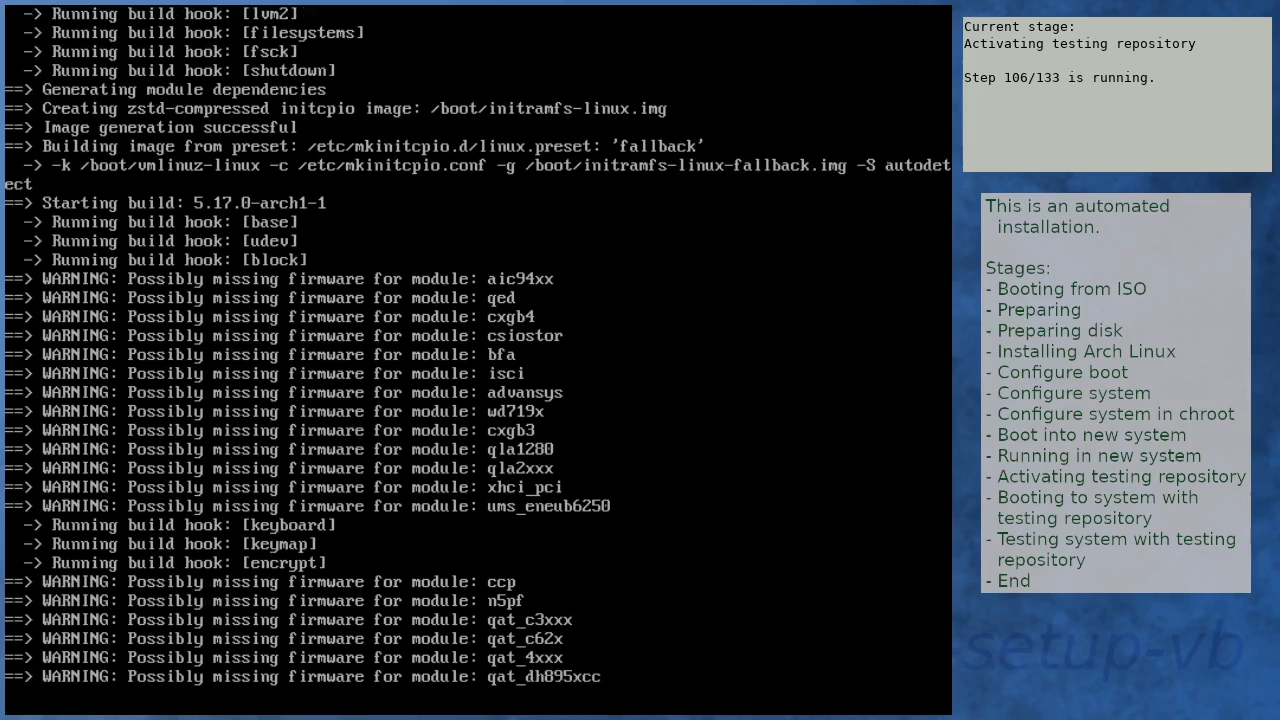 -> Running build hook: [lvm2]
-> Running build hook: [filesystems]
-> Running build hook: [fsck]
-> Running build hook: [shutdown]
==> Generating module dependencies
==> Creating zstd-compressed initcpio image: /boot/initramfs-linux.img
==> Image generation successful
==> Building image from preset: /etc/mkinitcpio.d/linux.preset: 'fallback'
-> -k /boot/vmlinuz-linux -c /etc/mkinitcpio.conf -g /boot/initramfs-linux-fallback.img -S autodet
ect
==> Starting build: 5.17.0-arch1-1
-> Running build hook: [base]
-> Running build hook: [udev]
-> Running build hook: [block]
==> WARNING: Possibly missing firmware for module: aic94xx
==> WARNING: Possibly missing firmware for module: qed
==> WARNING: Possibly missing firmware for module: cxgb4
==> WARNING: Possibly missing firmware for module: csiostor
==> WARNING: Possibly missing firmware for module: bfa
==> WARNING: Possibly missing firmware for module: isci
==> WARNING: Possibly missing firmware for module: advansys
==> WARNING: Possibly missing firmware for module: wd719x
==> WARNING: Possibly missing firmware for module: cxgb3
==> WARNING: Possibly missing firmware for module: qla1280
==> WARNING: Possibly missing firmware for module: qla2xxx
==> WARNING: Possibly missing firmware for module: xhci_pci
==> WARNING: Possibly missing firmware for module: ums_eneub6250
-> Running build hook: [keyboard]
-> Running build hook: [keymap]
-> Running build hook: [encrypt]
==> WARNING: Possibly missing firmware for module: ccp
==> WARNING: Possibly missing firmware for module: n5pf
==> WARNING: Possibly missing firmware for module: qat_c3xxx
==> WARNING: Possibly missing firmware for module: qat_c62x
==> WARNING: Possibly missing firmware for module: qat_4xxx
==> WARNING: Possibly missing firmware for module: qat_dh895xcc
Current stage:
Activating testing repository
Step 106/133 is running.
This is an automated
installation.
Stages:
- Booting from ISO
- Preparing
- Preparing disk
- Installing Arch Linux
- Configure boot
- Configure system
- Configure system in chroot
- Boot into new system
- Running in new system
- Activating testing repository
- Booting to system with
testing repository
- Testing system with testing
repository
- End
setup-vb